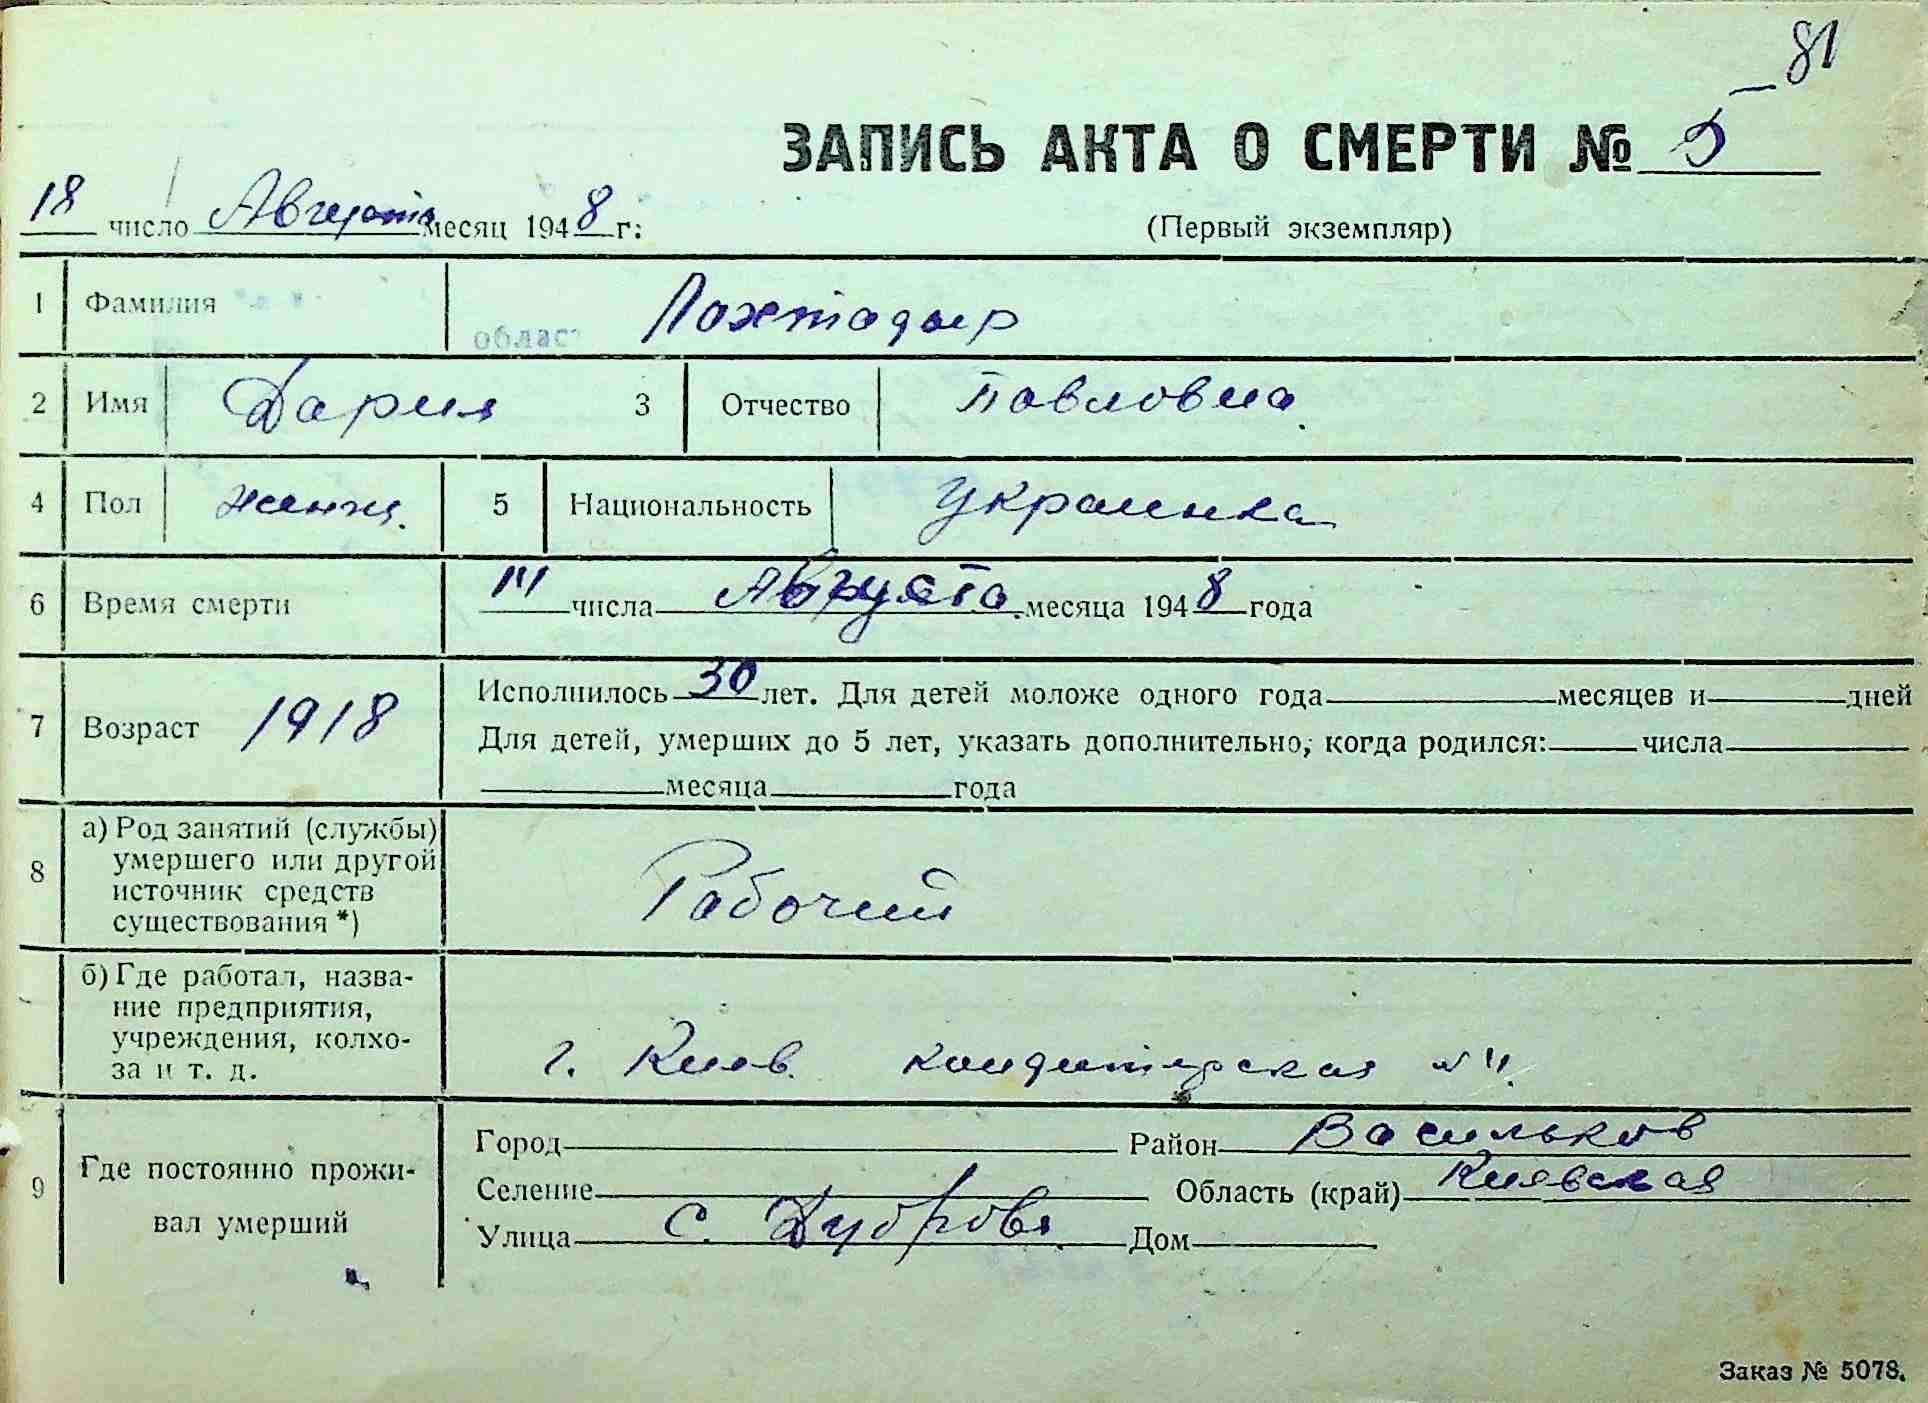 81
ЗАПИСЬ АКТА О СМЕРТИ № 5
18 число Августа месяц 1948 г.
(Первый экземпляр)
1 Фамилия Лохтадыр
област
2 Имя Дария 3 Отчество Павловна
4 Пол женщ. 5 Национальность Украинка
6 Время смерти числа Августа месяца 1948 года
7 Возраст 1918 Исполнилось 30 лет. Для детей моложе одного года месяцев и дней
Для детей, умерших до 5 лет, указать дополнительно, когда родился: числа
месяца года
8 а) Род занятий (службы)
умершего или другой
источник средств
существования *)
Рабочий
б) Где работал, назва-
ние предприятия,
учреждения, колхо-
за и т. д.
г. Киев. кондитерская №
9 Где постоянно прожи-
вал умерший
Город Район Васильков
Селение Область (край) Киевская
Улица с. Дуброва Дом
Заказ № 5078.